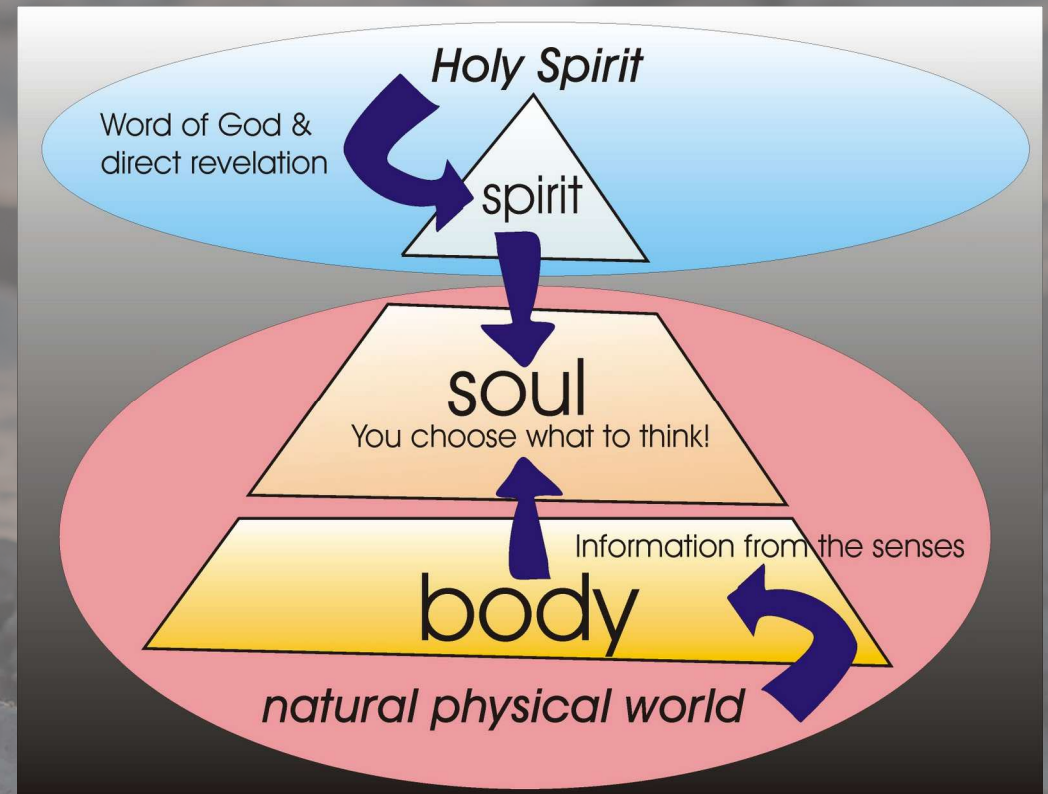 Holy Spirit
Word of God &
direct revelation
spirit
soul
You choose what to think!
Information from the senses
body
natural physical world